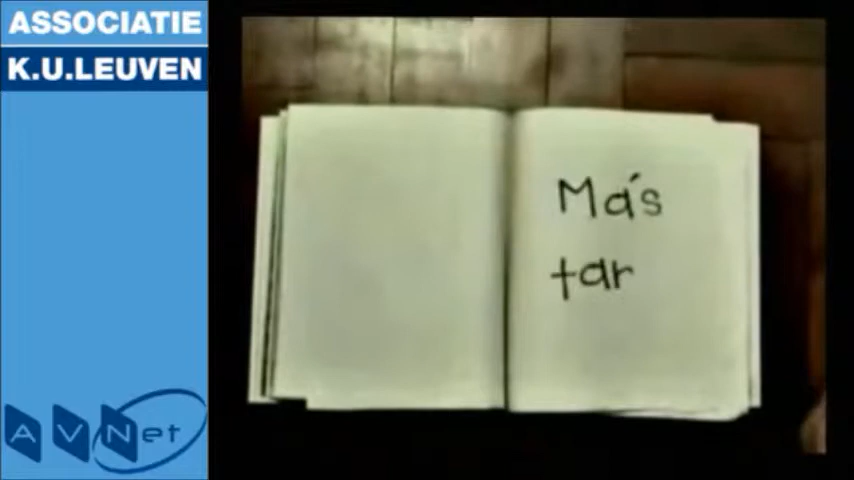 ASSOCIATIE
K.U.LEUVEN
Más
tar
AVNet